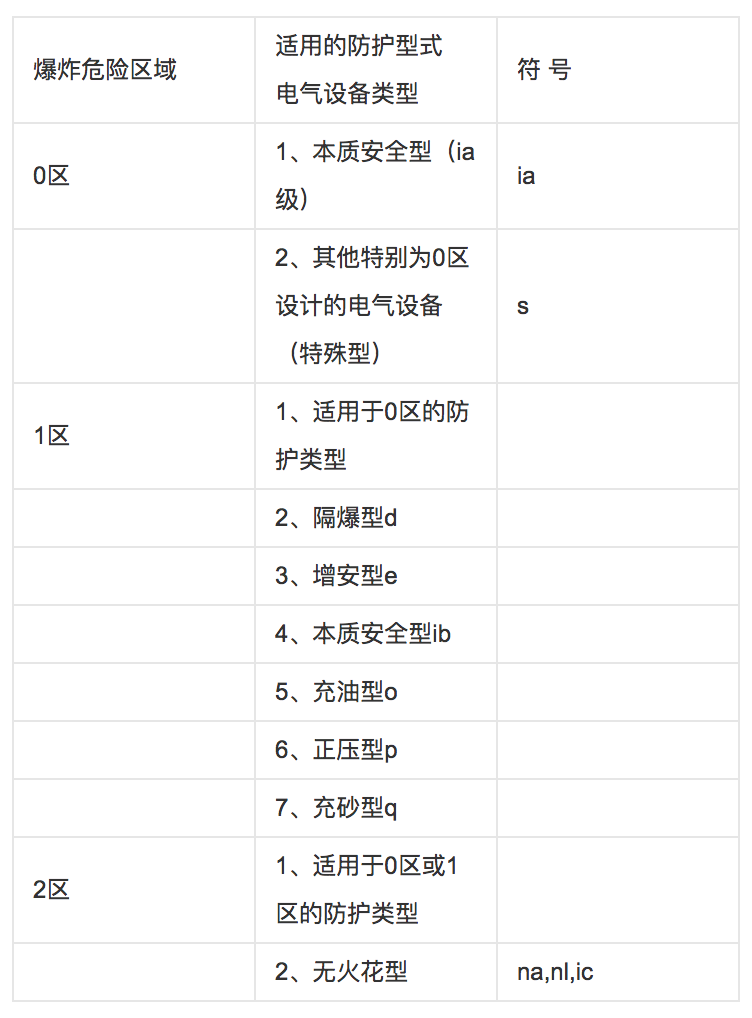 爆炸危险区域
适用的防护型式
电气设备类型
符 号
0区
1、本质安全型（ia
级）
ia
2、其他特别为0区
设计的电气设备
（特殊型）
s
1区
1、适用于0区的防
护类型
2、隔爆型d
3、增安型e
4、本质安全型ib
5、充油型o
6、正压型p
7、充砂型q
2区
1、适用于0区或1
区的防护类型
2、无火花型
na,nl,ic